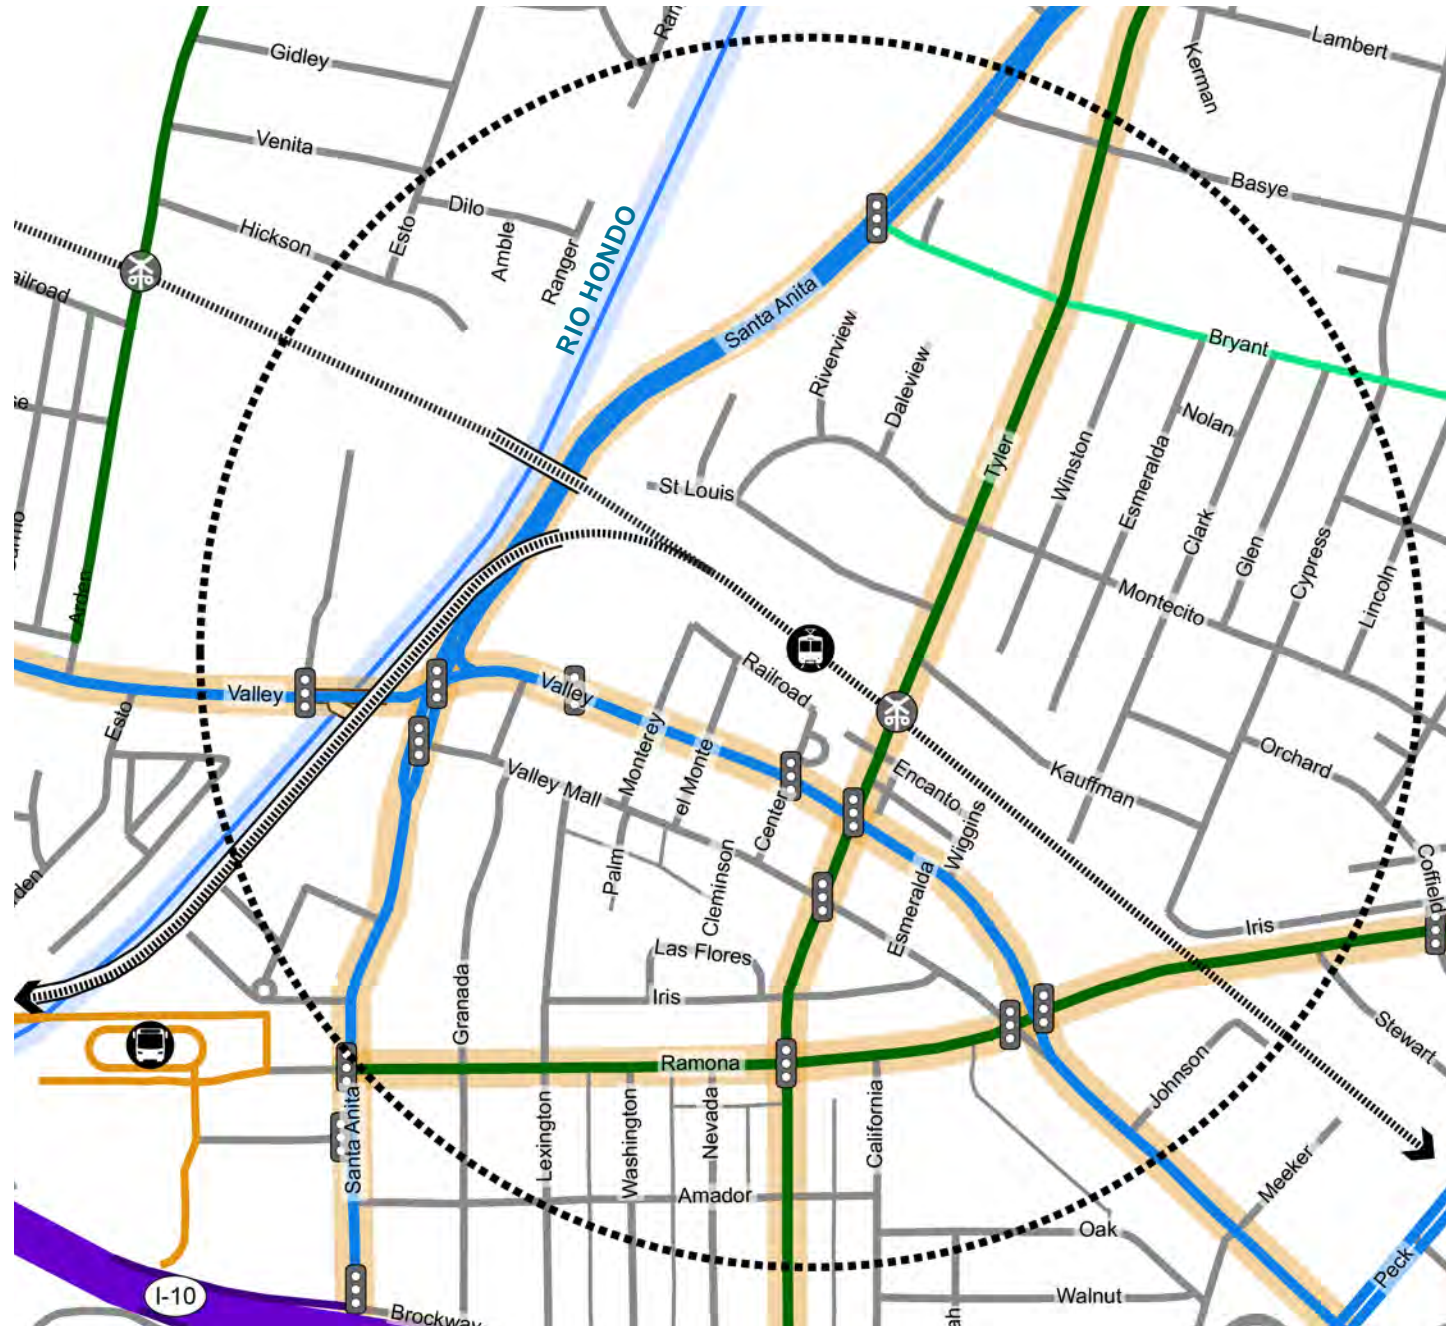 Gidley
Lambert
Kerman
Venita
Basye
Dilo
Hickson
Esto
Amble
Ranger
RIO HONDO
Santa Anita
Riverview
Daleview
Bryant
Nolan
Tyler
Winston
Esmeralda
Clark
Glen
Cypress
Lincoln
St Louis
Arden
Montecito
Valley
Valley
Railroad
Esto
Monterey
el Monte
Orchard
Kauffman
Valley Mall
Encanto
Wiggins
Center
Palm
Cleminson
Esmeralda
Coffield
Las Flores
Iris
Iris
Granada
Ramona
Stewart
Johnson
Santa Anita
Lexington
Washington
Nevada
California
Amador
Meeker
Oak
Peck
Walnut
I-10
Brockway